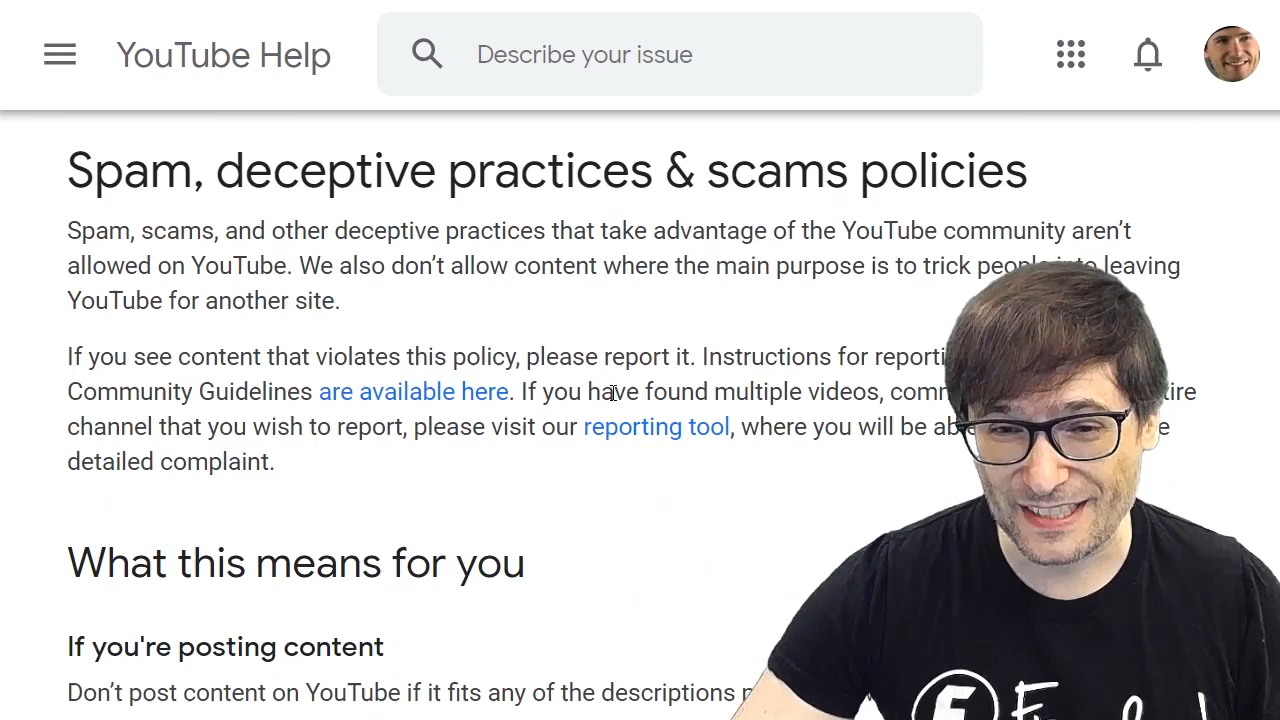 YouTube Help
Describe your issue
Spam, deceptive practices & scams policies
Spam, scams, and other deceptive practices that take advantage of the YouTube community aren’t
allowed on YouTube. We also don’t allow content where the main purpose is to trick people into leaving
YouTube for another site.
If you see content that violates this policy, please report it. Instructions for
Community Guidelines are available here. If you have found multiple videos,
channel that you wish to report, please visit our reporting tool, where you will be
detailed complaint.
What this means for you
If you're posting content
Don’t post content on YouTube if it fits any of the descriptions